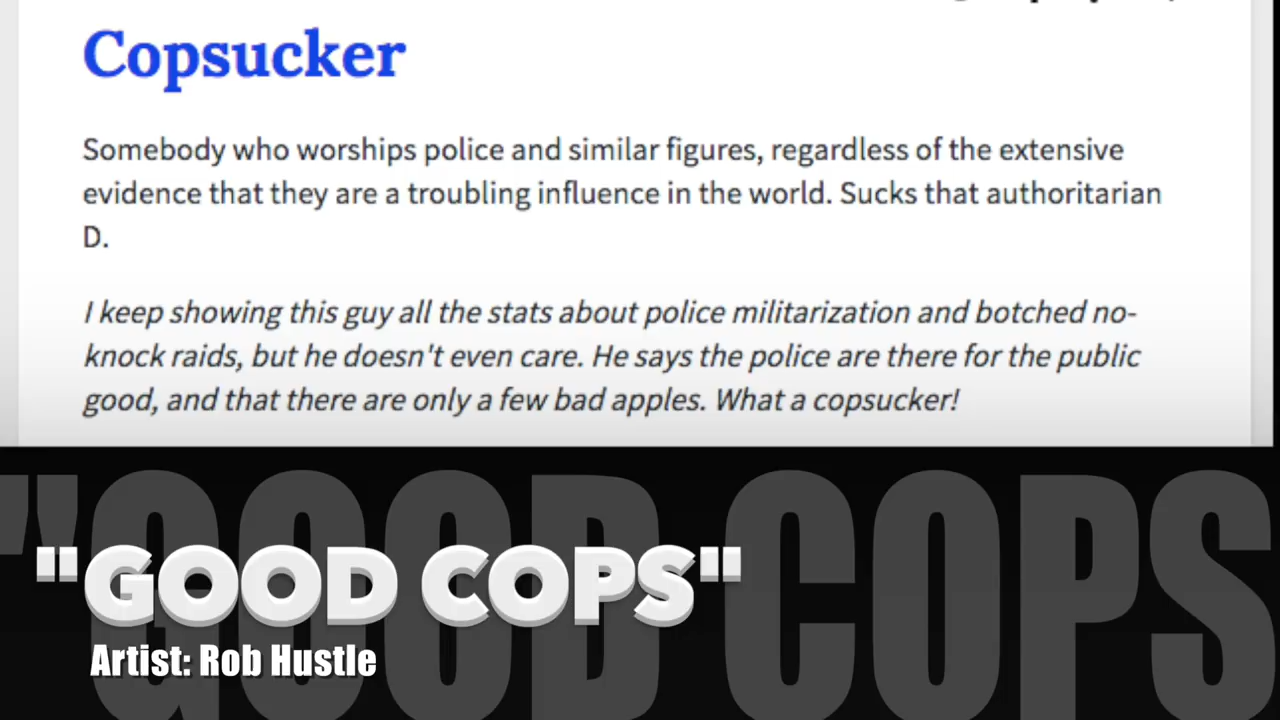 Copsucker
Somebody who worships police and similar figures, regardless of the extensive
evidence that they are a troubling influence in the world. Sucks that authoritarian
D.
I keep showing this guy all the stats about police militarization and botched no-
knock raids, but he doesn't even care. He says the police are there for the public
good, and that there are only a few bad apples. What a copsucker!
"GOOD COPS
"GOOD COPS"
Artist: Rob Hustle